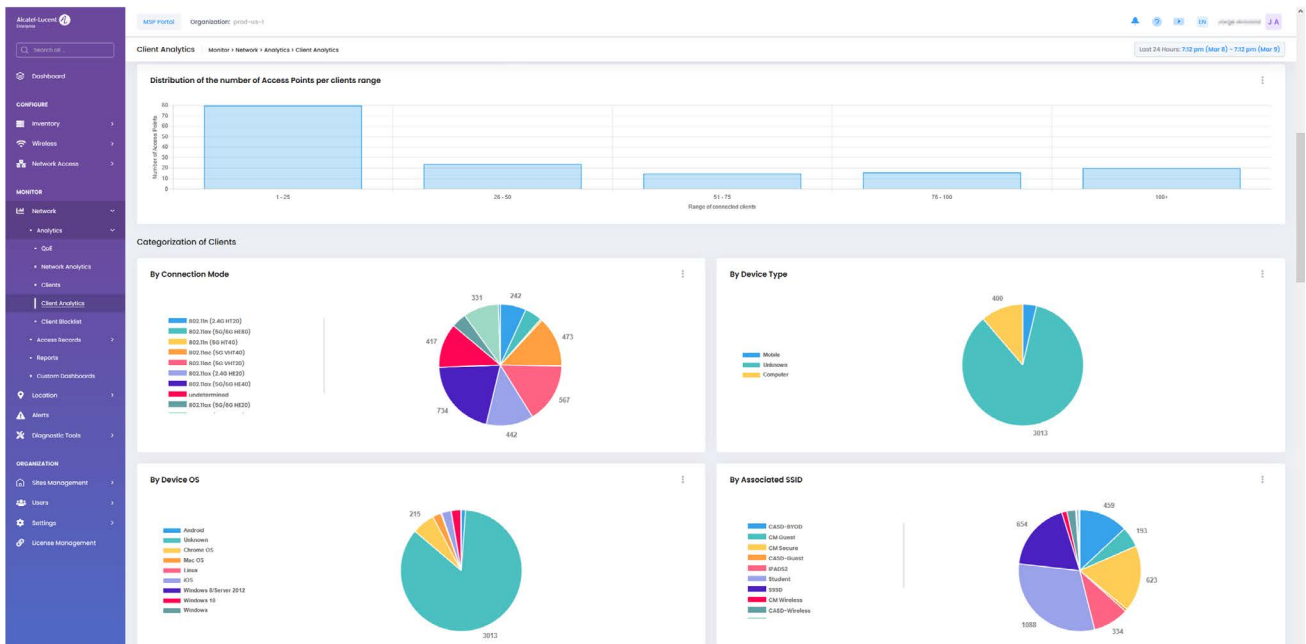 Alcatel·Lucent
Enterprise
MSP Portal
Organization: prod-us-1
EN
J A
Search ist ...
Client Analytics
Monitor > Network > Analytics > Client Analytics
Last 24 Hours: 7:12 pm (Mar 8) - 7:12 pm (Mar 9)
Dashboard
CONFIGURE
Inventory
Wireless
Network Access
MONITOR
Network
Analytics
QoE
Network Analytics
Clients
Client Analytics
Client Blocklist
Access Records
Reports
Custom Dashboards
Location
Alerts
Diagnostic Tools
ORGANIZATION
Sites Management
Users
Settings
License Management
Distribution of the number of Access Points per clients range
Number of Access Points
80
70
60
50
40
30
20
10
0
1 - 25
26 - 50
51 - 75
76 - 100
100+
Range of connected clients
Categorization of Clients
By Connection Mode
802.11n (2.4G HT20)
802.11ax (5G/6G HE80)
802.11n (5G HT40)
802.11ac (5G VHT40)
802.11ac (5G VHT20)
802.11ax (2.4G HE20)
802.11ax (5G/6G HE40)
undetermined
802.11ax (5G/6G HE20)
331
242
473
567
442
734
417
By Device Type
Mobile
Unknown
Computer
400
3013
By Device OS
Android
Unknown
Chrome OS
Mac OS
Linux
iOS
Windows 8/Server 2012
Windows 10
Windows
215
3013
By Associated SSID
CASD-BYOD
CM Guest
CM Secure
CASD-Guest
IPADS2
Student
SSSD
CM Wireless
CASD-Wireless
459
193
623
334
1088
654